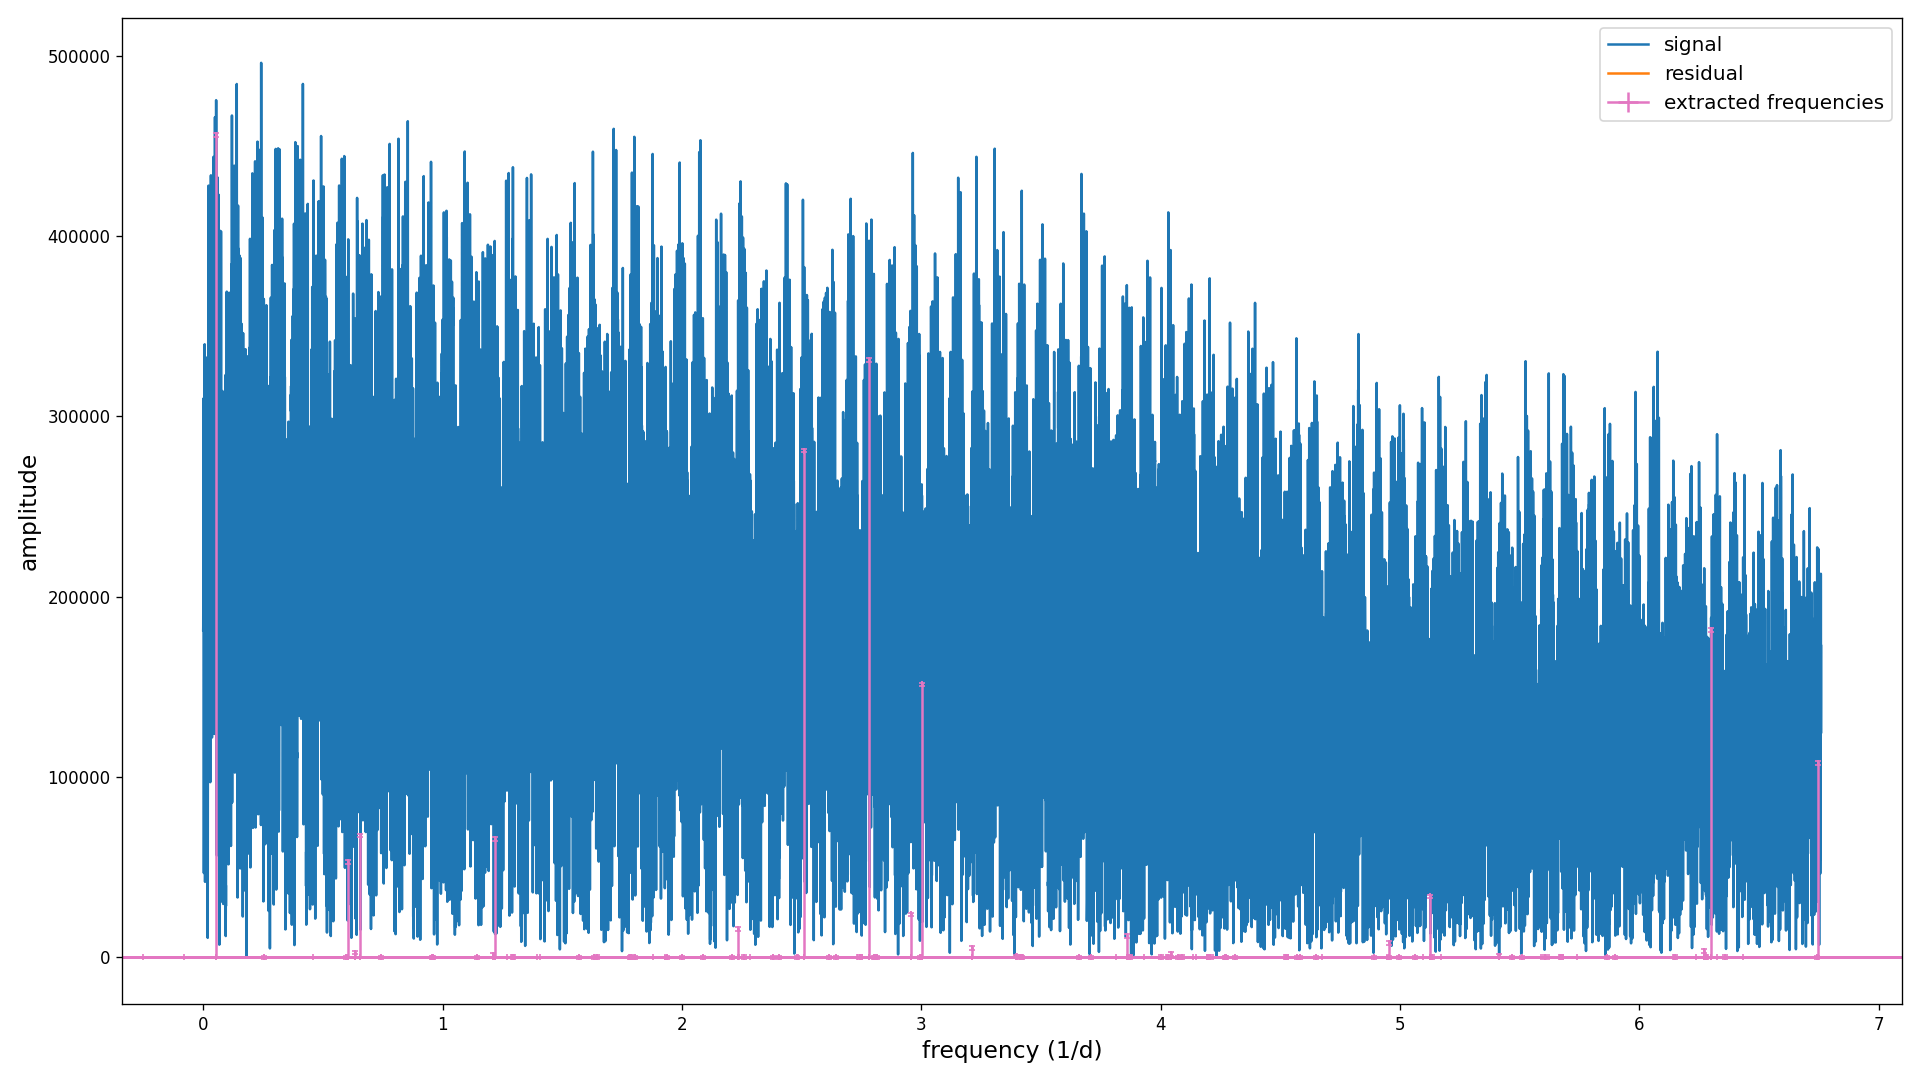 signal
residual
extracted frequencies
amplitude
500000
400000
300000
200000
100000
0
0 1 2 3 4 5 6 7
frequency (1/d)